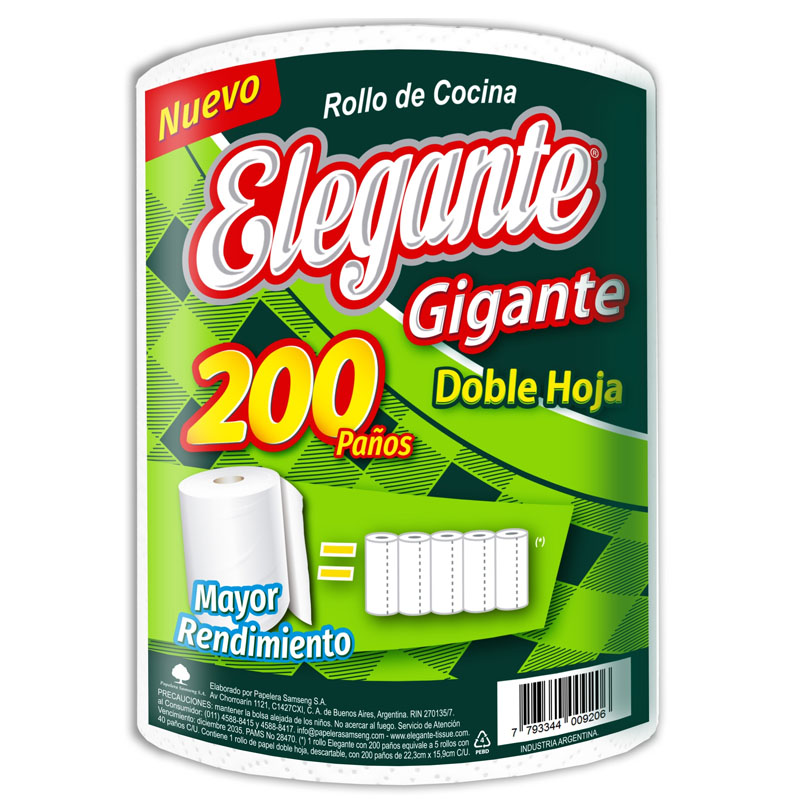 Nuevo
Rollo de Cocina
Elegante®
Gigante
200
Paños
Doble Hoja
=
(*)
Mayor
Rendimiento
Papelera Samseng S.A.
Elaborado por Papelera Samseng S.A.
Av Chorroarín 1121, C1427CXI, C. A. de Buenos Aires, Argentina. RIN 270135/7.
PRECAUCIONES: mantener la bolsa alejada de los niños. No acercar al fuego. Servicio de Atención
al Consumidor: (011) 4588-8415 y 4588-8417. info@papelerasamseng.com - www.elegante-tissue.com
Vencimiento: diciembre 2035. PAMS No 28470. (*) 1 rollo Elegante con 200 paños equivale a 5 rollos con
40 paños C/U. Contiene 1 rollo de papel doble hoja, descartable, con 200 paños de 22,3cm x 15,9cm C/U.
4
PEBD
7 793344 009206
INDUSTRIA ARGENTINA.